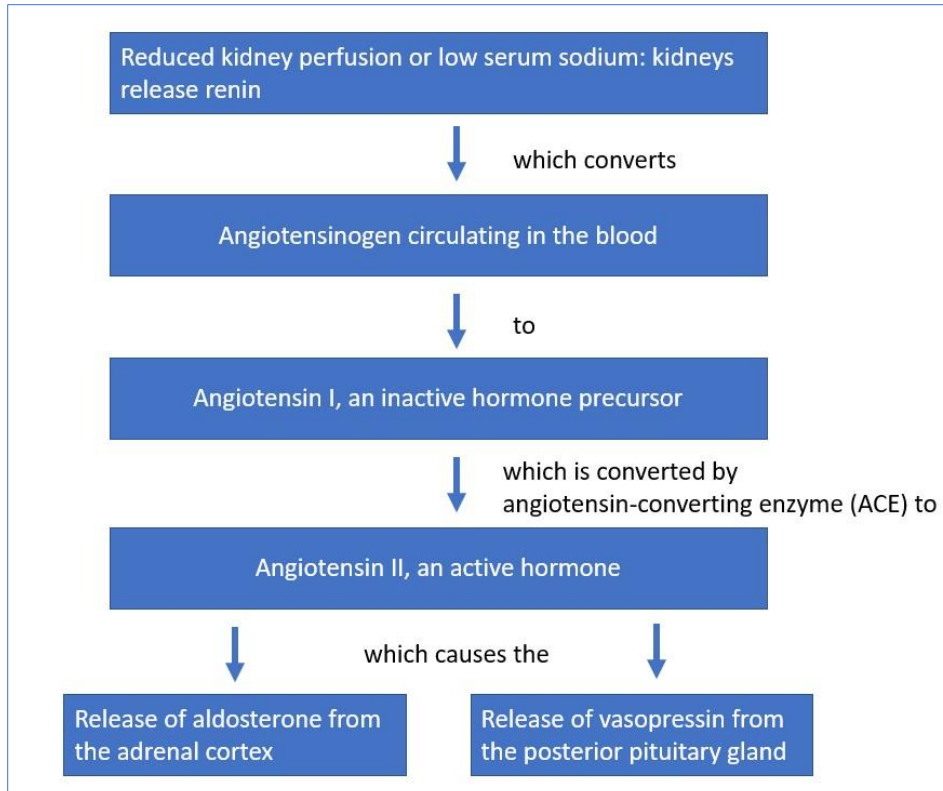 Reduced kidney perfusion or low serum sodium: kidneys
release renin
which converts
Angiotensinogen circulating in the blood
to
Angiotensin I, an inactive hormone precursor
which is converted by
angiotensin-converting enzyme (ACE) to
Angiotensin II, an active hormone
which causes the
Release of aldosterone from
the adrenal cortex
Release of vasopressin from
the posterior pituitary gland